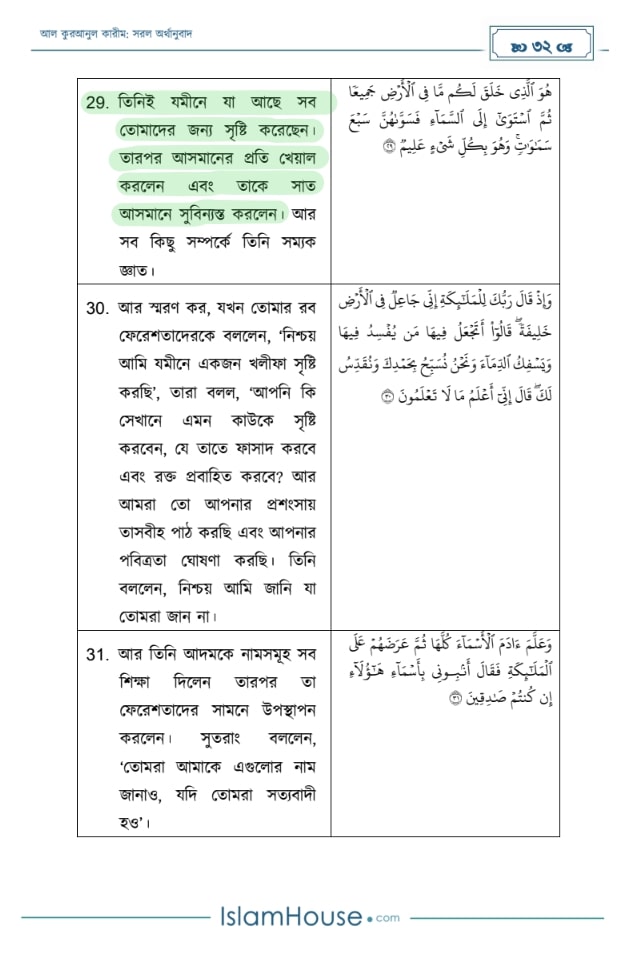 আল কুরআনুল কারীম: সরল অর্থানুবাদ
৩২
29. তিনিই যমীনে যা আছে সব
তোমাদের জন্য সৃষ্টি করেছেন।
তারপর আসমানের প্রতি খেয়াল
করলেন এবং তাকে সাত
আসমানে সুবিন্যস্ত করলেন। আর
সব কিছু সম্পর্কে তিনি সম্যক
জ্ঞাত।
هُوَ ٱلَّذِي خَلَقَ لَكُم مَّا فِي ٱلۡأَرۡضِ جَمِيعٗا
ثُمَّ ٱسۡتَوَىٰٓ إِلَى ٱلسَّمَآءِ فَسَوَّىٰهُنَّ سَبۡعَ
سَمَٰوَٰتٖۚ وَهُوَ بِكُلِّ شَيۡءٍ عَلِيمٞ ٢٩
30. আর স্মরণ কর, যখন তোমার রব
ফেরেশতাদেরকে বললেন, ‘নিশ্চয়
আমি যমীনে একজন খলীফা সৃষ্টি
করছি’, তারা বলল, ‘আপনি কি
সেখানে এমন কাউকে সৃষ্টি
করবেন, যে তাতে ফাসাদ করবে
এবং রক্ত প্রবাহিত করবে? আর
আমরা তো আপনার প্রশংসায়
তাসবীহ পাঠ করছি এবং আপনার
পবিত্রতা ঘোষণা করছি। তিনি
বললেন, নিশ্চয় আমি জানি যা
তোমরা জান না।
وَإِذۡ قَالَ رَبُّكَ لِلۡمَلَٰٓئِكَةِ إِنِّي جَاعِلٞ فِي ٱلۡأَرۡضِ
خَلِيفَةٗۖ قَالُوٓاْ أَتَجۡعَلُ فِيهَا مَن يُفۡسِدُ فِيهَا
وَيَسۡفِكُ ٱلدِّمَآءَ وَنَحۡنُ نُسَبِّحُ بِحَمۡدِكَ وَنُقَدِّسُ
لَكَۖ قَالَ إِنِّيٓ أَعۡلَمُ مَا لَا تَعۡلَمُونَ ٣٠
31. আর তিনি আদমকে নামসমূহ সব
শিক্ষা দিলেন তারপর তা
ফেরেশতাদের সামনে উপস্থাপন
করলেন। সুতরাং বললেন,
‘তোমরা আমাকে এগুলোর নাম
জানাও, যদি তোমরা সত্যবাদী
হও’।
وَعَلَّمَ ءَادَمَ ٱلۡأَسۡمَآءَ كُلَّهَا ثُمَّ عَرَضَهُمۡ عَلَى
ٱلۡمَلَٰٓئِكَةِ فَقَالَ أَنۢبِـُٔونِي بِأَسۡمَآءِ هَٰٓؤُلَآءِ
إِن كُنتُمۡ صَٰدِقِينَ ٣١
IslamHouse.com